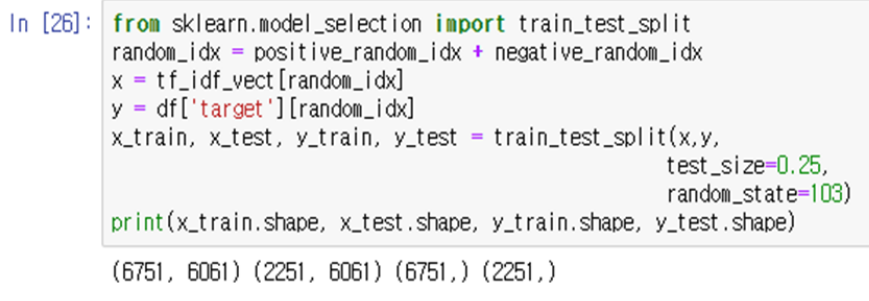 In [26]: from sklearn.model_selection import train_test_split
random_idx = positive_random_idx + negative_random_idx
x = tf_idf_vect[random_idx]
y = df['target'][random_idx]
x_train, x_test, y_train, y_test = train_test_split(x,y,
test_size=0.25,
random_state=103)
print(x_train.shape, x_test.shape, y_train.shape, y_test.shape)
(6751, 6061) (2251, 6061) (6751,) (2251,)